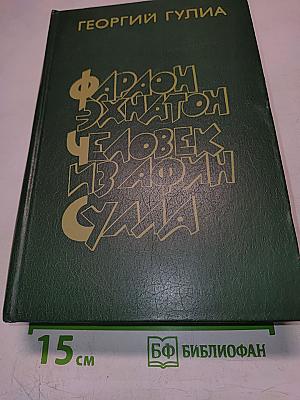 ГЕОРГИЙ ГУЛИА
ФАРАОН
ЭХНАТОН
ЧЕЛОВЕК
ИЗ АФИН
СУЛЛА
15 см
БФ БИБЛИОФАН